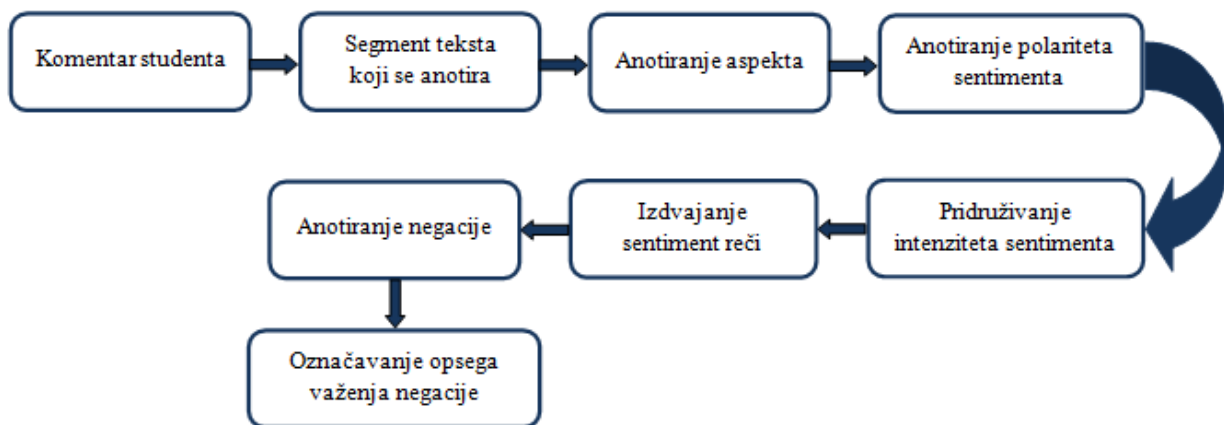 Komentar studenta
Segment teksta
koji se anotira
Anotiranje aspekta
Anotiranje polariteta
sentimenta
Pridruživanje
intenziteta sentimenta
Izdvajanje
sentiment reči
Anotiranje negacije
Označavanje opsega
važenja negacije